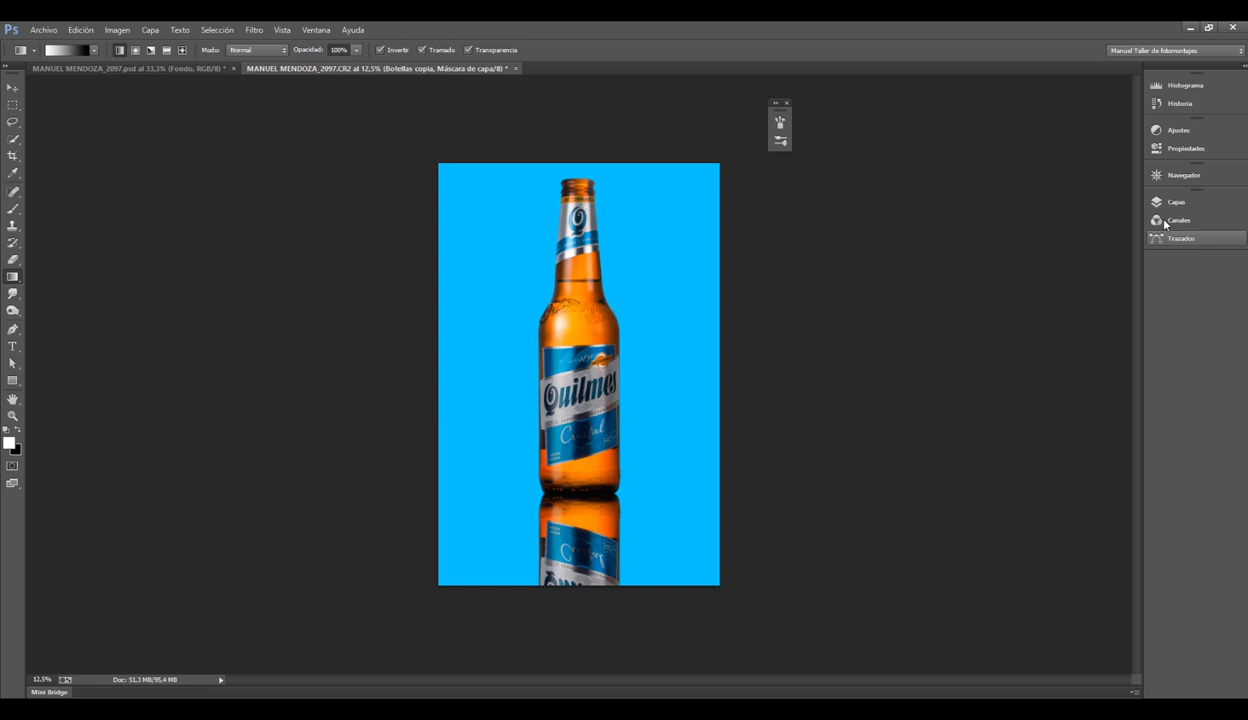 Ps Archivo Edición Imagen Capa Texto Selección Filtro Vista Ventana Ayuda
Modo: Normal Opacidad: 100% Invertir Tramado Transparencia Manuel Taller de fotomontajes
MANUEL MENDOZA_2097.psd al 33,3% (Fondo, RGB/8) * × MANUEL MENDOZA_2097.CR2 al 12,5% (Botellas copia, Máscara de capa/8) * ×
Histograma
Historia
Ajustes
Propiedades
Navegador
Capas
Canales
Trazados
Q
Quilmes
Cristal
12,5% Doc: 51,3 MB/95,4 MB
Mini Bridge